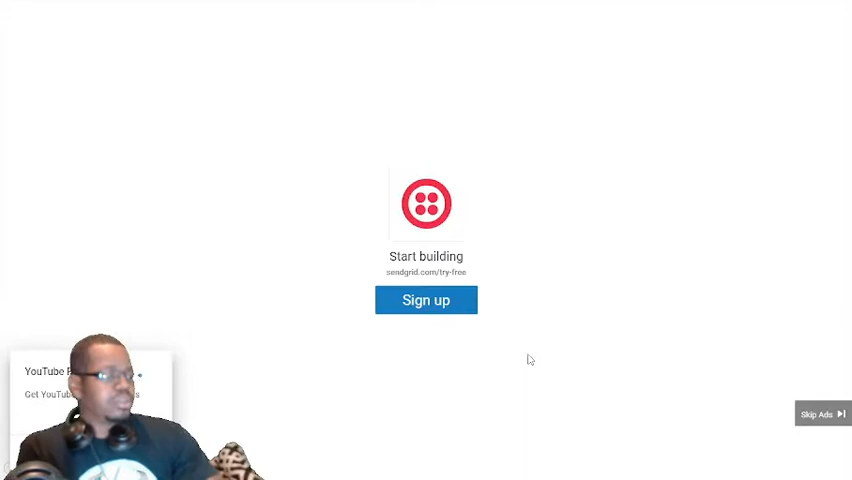 Start building
sendgrid.com/try-free
Sign up
YouTube
Get YouTube
Skip Ads